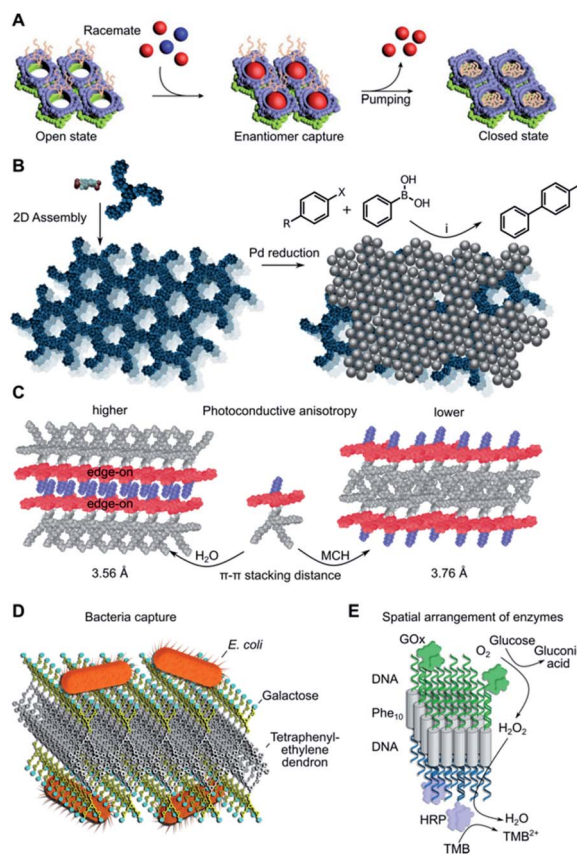 A
Racemate
Pumping
Open state
Enantiomer capture
Closed state
B
2D Assembly
Pd reduction
X
R
+
OH
B
OH
i
C
higher
Photoconductive anisotropy
lower
edge-on
edge-on
H₂O
MCH
3.56 Å
π-π stacking distance
3.76 Å
D
Bacteria capture
E. coli
Galactose
Tetraphenyl-
ethylene
dendron
E
Spatial arrangement of enzymes
GOx
O₂
Glucose
Gluconic
acid
DNA
Phe₁₀
DNA
H₂O₂
HRP
H₂O
TMB
TMB²⁺